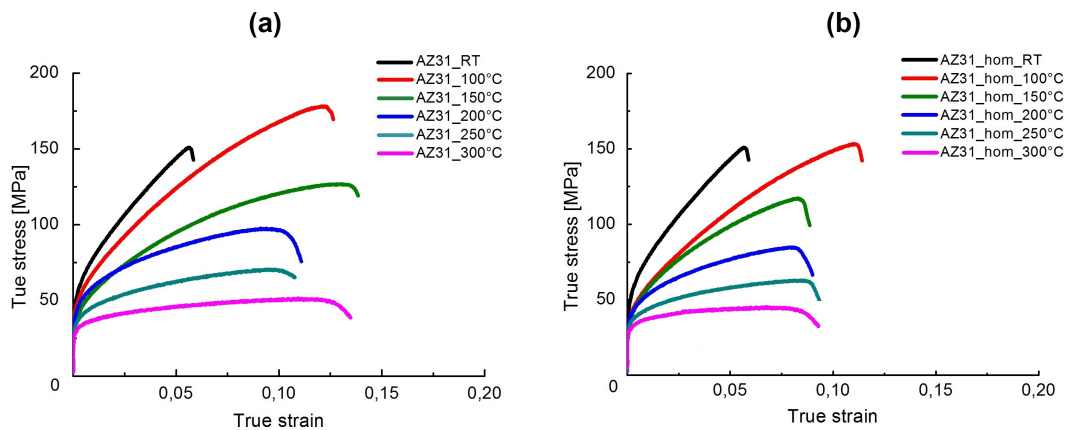 (a)
AZ31_RT
AZ31_100°C
AZ31_150°C
AZ31_200°C
AZ31_250°C
AZ31_300°C
200
150
100
50
0
0,05
0,10
0,15
0,20
Tue stress [MPa]
True strain
(b)
AZ31_hom_RT
AZ31_hom_100°C
AZ31_hom_150°C
AZ31_hom_200°C
AZ31_hom_250°C
AZ31_hom_300°C
200
150
100
50
0
0,05
0,10
0,15
0,20
True stress [MPa]
True strain